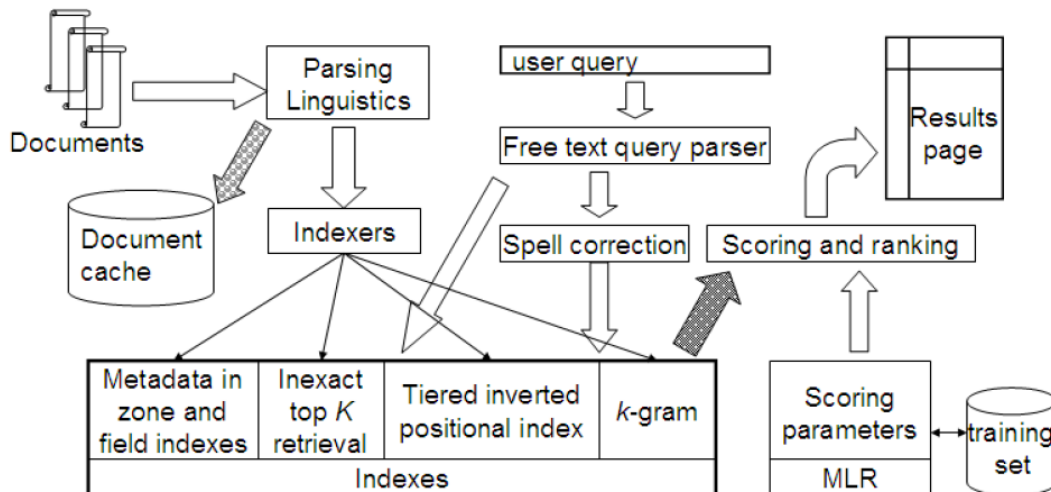 Documents
Parsing
Linguistics
user query
Results
page
Free text query parser
Document
cache
Indexers
Spell correction
Scoring and ranking
Metadata in
zone and
field indexes
Inexact
top K
retrieval
Tiered inverted
positional index
k-gram
Indexes
Scoring
parameters
MLR
training
set